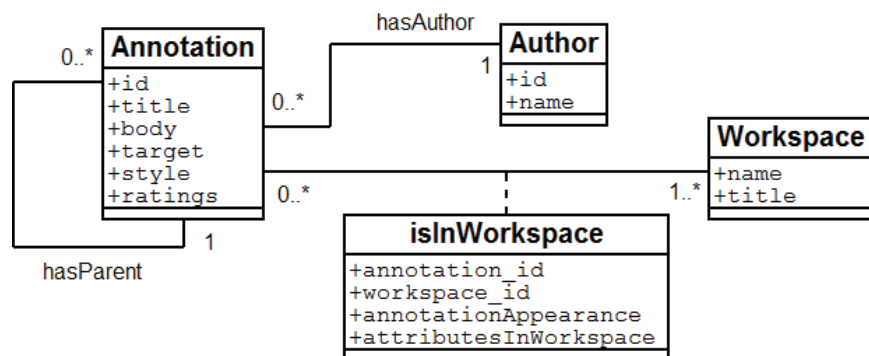 hasAuthor
Annotation
Author
0..*
+id
+title
+body
+target
+style
+ratings
0..*
1
+id
+name
Workspace
+name
+title
0..*
1..*
1
hasParent
isInWorkspace
+annotation_id
+workspace_id
+annotationAppearance
+attributesInWorkspace